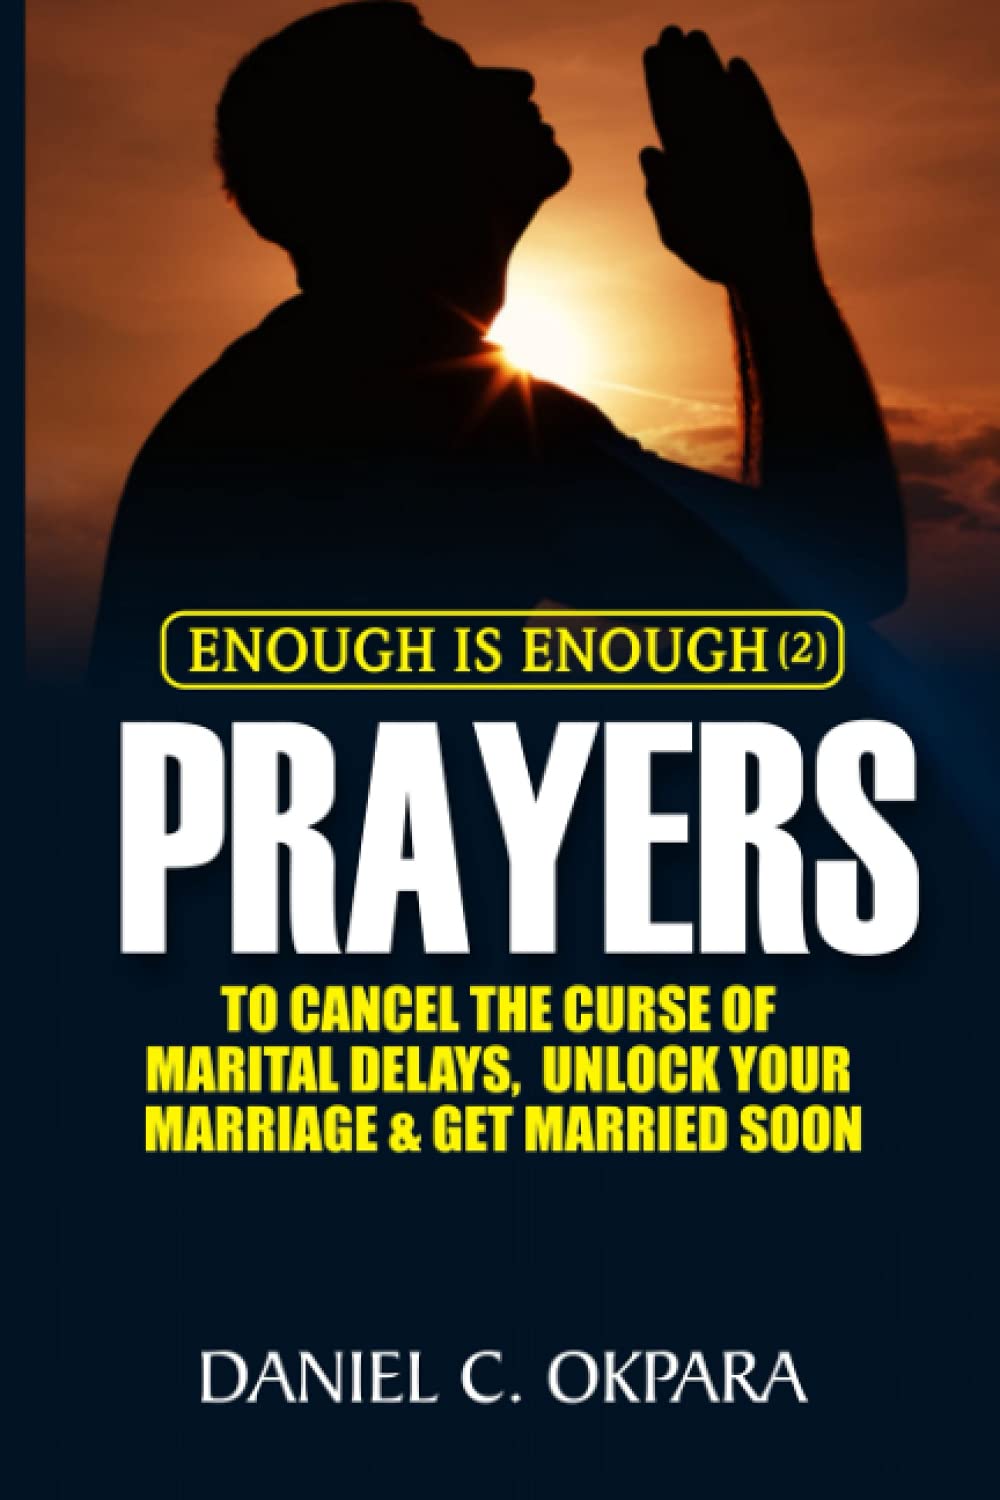 ENOUGH IS ENOUGH (2)
PRAYERS
TO CANCEL THE CURSE OF
MARITAL DELAYS, UNLOCK YOUR
MARRIAGE & GET MARRIED SOON
DANIEL C. OKPARA